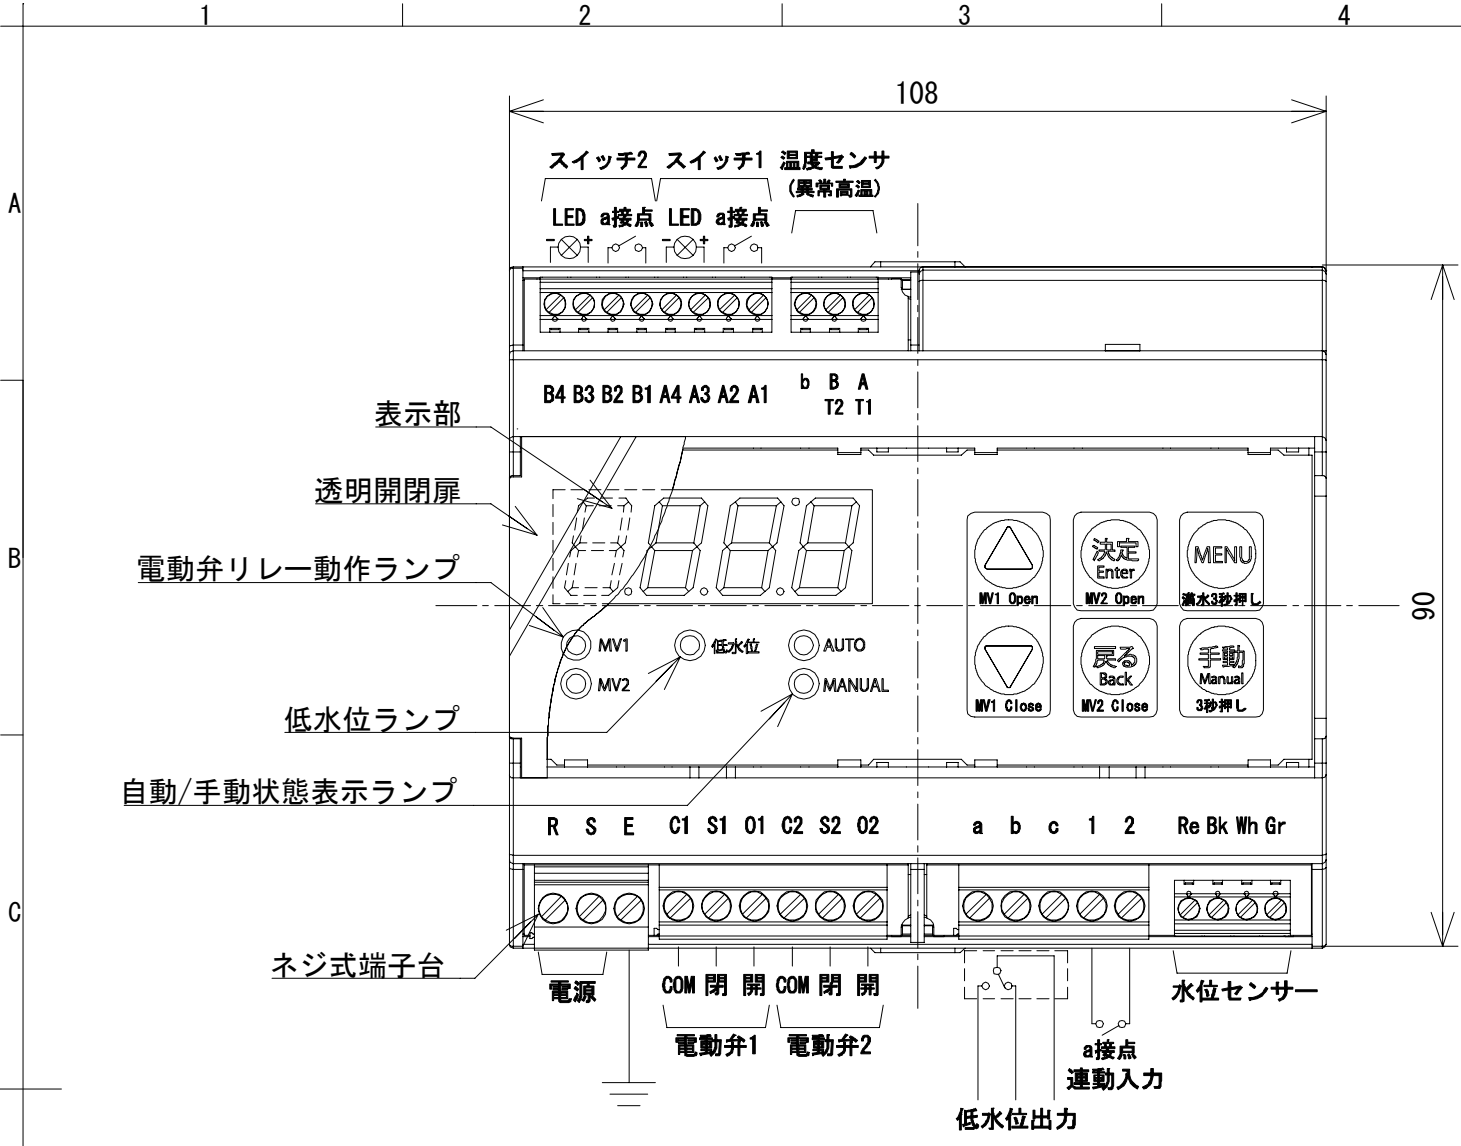 1 2 3 4
108
スイッチ2 スイッチ1 温度センサ
(異常高温)
A
LED a接点 LED a接点
- + - +
B4 B3 B2 B1 A4 A3 A2 A1 b B A
T2 T1
表示部
透明開閉扉
B
電動弁リレー動作ランプ
決定
Enter
MENU
MV1 Open MV2 Open 満水3秒押し
90
MV1 低水位 AUTO
MV2 MANUAL
戻る
Back
手動
Manual
MV1 Close MV2 Close 3秒押し
低水位ランプ
自動/手動状態表示ランプ
R S E C1 S1 O1 C2 S2 O2 a b c 1 2 Re Bk Wh Gr
C
ネジ式端子台
電源 COM 閉 開 COM 閉 開 水位センサー
電動弁1 電動弁2
a接点
連動入力
低水位出力